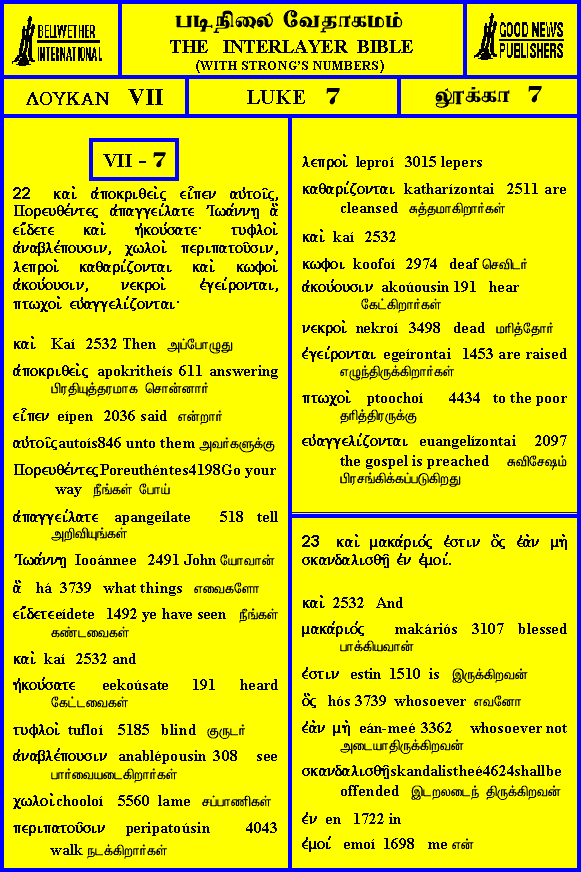 BELLWETHER
INTERNATIONAL
படிநிலை வேதாகமம்
THE INTERLAYER BIBLE
(WITH STRONG'S NUMBERS)
GOOD NEWS
PUBLISHERS
ΛΟΥΚΑΝ VII
LUKE 7
லூக்கா 7
VII - 7
22 καὶ ἀποκριθεὶς εἶπεν αὐτοῖς,
Πορευθέντες ἀπαγγείλατε Ἰωάννῃ ἃ
εἴδετε καὶ ἠκούσατε· τυφλοὶ
ἀναβλέπουσιν, χωλοὶ περιπατοῦσιν,
λεπροὶ καθαρίζονται καὶ κωφοὶ
ἀκούουσιν, νεκροὶ ἐγείρονται,
πτωχοὶ εὐαγγελίζονται·
καὶ Kaí 2532 Then அப்போழுது
ἀποκριθεὶς apokritheís 611 answering
பிரதியுத்தரமாக சொன்னார்
εἶπεν eípen 2036 said என்றார்
αὐτοῖς autoís846 unto them அவர்களுக்கு
Πορευθέντες Poreuthéntes4198Go your
way நீங்கள் போய்
ἀπαγγείλατε apangeílate 518 tell
அறிவியுங்கள்
Ἰωάννῃ Iooánnee 2491 John யோவான்
ἃ há 3739 what things எவைகளோ
εἴδετε eídete 1492 ye have seen நீங்கள்
கண்டவைகள்
καὶ kaí 2532 and
ἠκούσατε eekoúsate 191 heard
கேட்டவைகள்
τυφλοὶ tufloí 5185 blind குருடர்
ἀναβλέπουσιν anablépousin 308 see
பார்வையடைகிறார்கள்
χωλοὶ chooloí 5560 lame சப்பாணிகள்
περιπατοῦσιν peripatoúsin 4043
walk நடக்கிறார்கள்
λεπροὶ leproí 3015 lepers
καθαρίζονται katharízontai 2511 are
cleansed சுத்தமாகிறார்கள்
καὶ kaí 2532
κωφοι koofoí 2974 deaf செவிடர்
ἀκούουσιν akoúousin 191 hear
கேட்கிறார்கள்
νεκροὶ nekroí 3498 dead மரித்தோர்
ἐγείρονται egeírontai 1453 are raised
எழுந்திருக்கிறார்கள்
πτωχοὶ ptoochoí 4434 to the poor
தரித்திரருக்கு
εὐαγγελίζονται euangelízontai 2097
the gospel is preached சுவிசேஷம்
பிரசங்கிக்கப்படுகிறது
23 καὶ μακάριός ἐστιν ὃς ἐὰν μὴ
σκανδαλισθῇ ἐν ἐμοί.
καὶ 2532 And
μακάριός makáriós 3107 blessed
பாக்கியவான்
ἐστιν estin 1510 is இருக்கிறவன்
ὃς hós 3739 whosoever எவனோ
ἐὰν μὴ eán-meé 3362 whosoever not
அடையாதிருக்கிறவன்
σκανδαλισθῇ skandalistheé4624shall be
offended இடறலடைந் திருக்கிறவன்
ἐν en 1722 in
ἐμοί emoí 1698 me என்